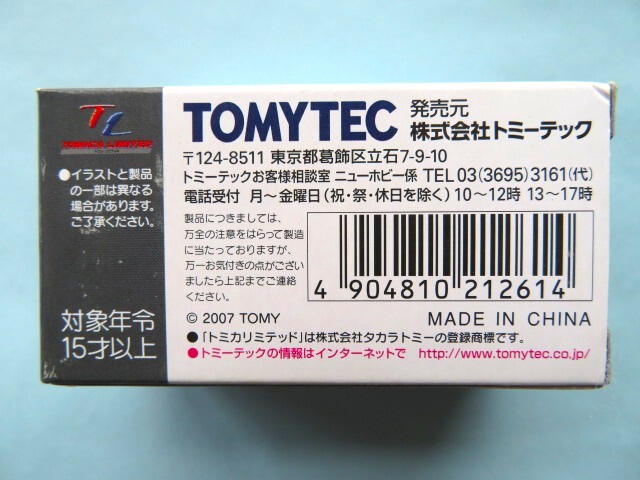 TL
TOMICA LIMITED
●イラストと製品
の一部は異なる
場合があります。
ご了承ください。
対象年令
15才以上
TOMYTEC
発売元
株式会社トミーテック
〒124-8511 東京都葛飾区立石7-9-10
トミーテックお客様相談室 ニューホビー係 TEL 03(3695)3161(代)
電話受付 月～金曜日(祝・祭・休日を除く) 10～12時 13～17時
製品につきましては、
万全の注意をはらって製造
に当たっておりますが、
万一お気付きの点がござい
ましたら上記までご連絡
ください。
4 904810 212614
© 2007 TOMY
MADE IN CHINA
●「トミカリミテッド」は株式会社タカラトミーの登録商標です。
●トミーテックの情報はインターネットで http://www.tomytec.co.jp/